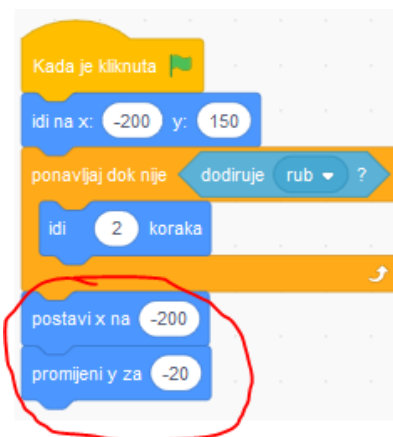 Kada je kliknuta
idi na x: -200 y: 150
ponavljaj dok nije dodiruje rub ?
idi 2 koraka
postavi x na -200
promijeni y za -20